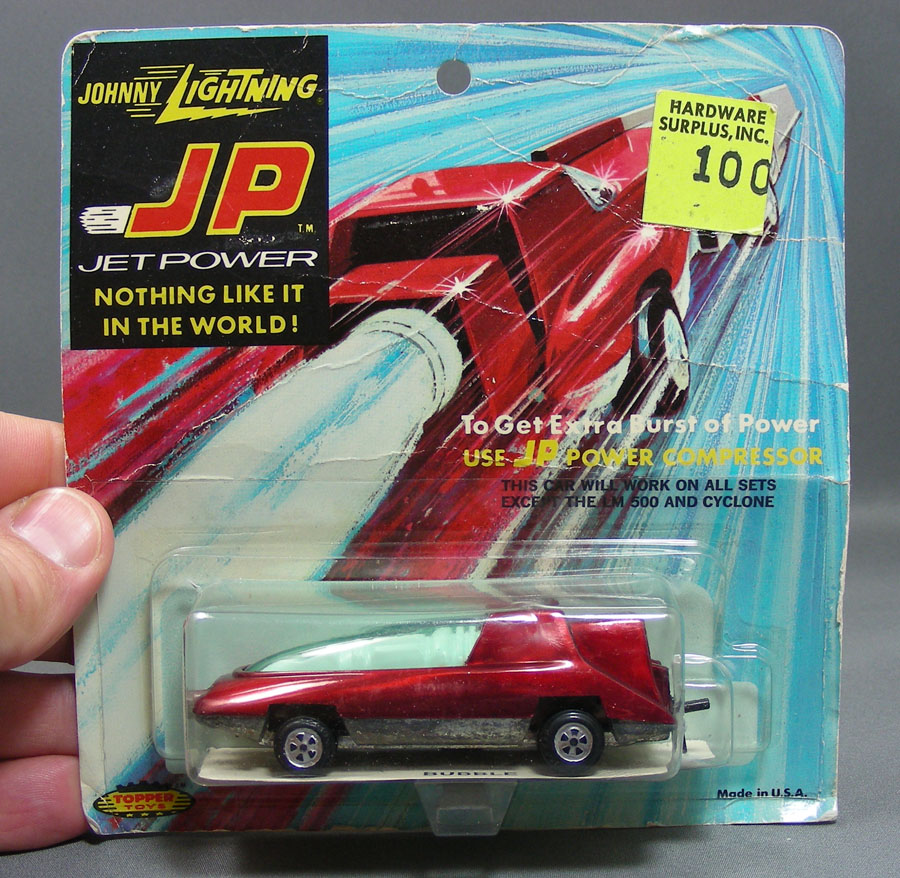 JOHNNY LIGHTNING
JP
T.M.
JET POWER
NOTHING LIKE IT
IN THE WORLD!
HARDWARE
SURPLUS, INC.
100
To Get Extra Burst of Power
USE JP POWER COMPRESSOR
THIS CAR WILL WORK ON ALL SETS
EXCEPT THE LM 500 AND CYCLONE
BUBBLE
TOPPER
TOYS
Made in U.S.A.